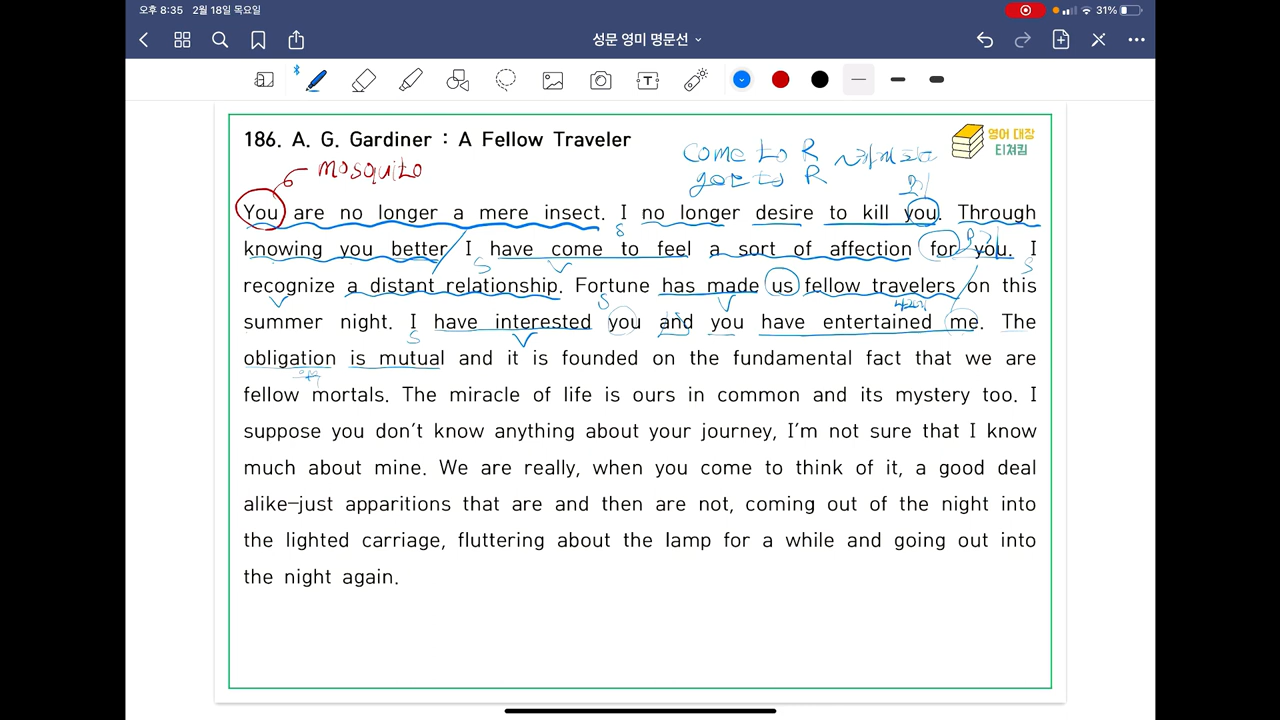 오후 8:35 2월 18일 목요일
31%
성문 영미 명문선
186. A. G. Gardiner : A Fellow Traveler
영어 대장
티쳐킴
come to R
get to R
mosquito
You are no longer a mere insect. I no longer desire to kill you. Through
knowing you better I have come to feel a sort of affection for you. I
recognize a distant relationship. Fortune has made us fellow travelers on this
summer night. I have interested you and you have entertained me. The
obligation is mutual and it is founded on the fundamental fact that we are
fellow mortals. The miracle of life is ours in common and its mystery too. I
suppose you don't know anything about your journey, I'm not sure that I know
much about mine. We are really, when you come to think of it, a good deal
alike—just apparitions that are and then are not, coming out of the night into
the lighted carriage, fluttering about the lamp for a while and going out into
the night again.